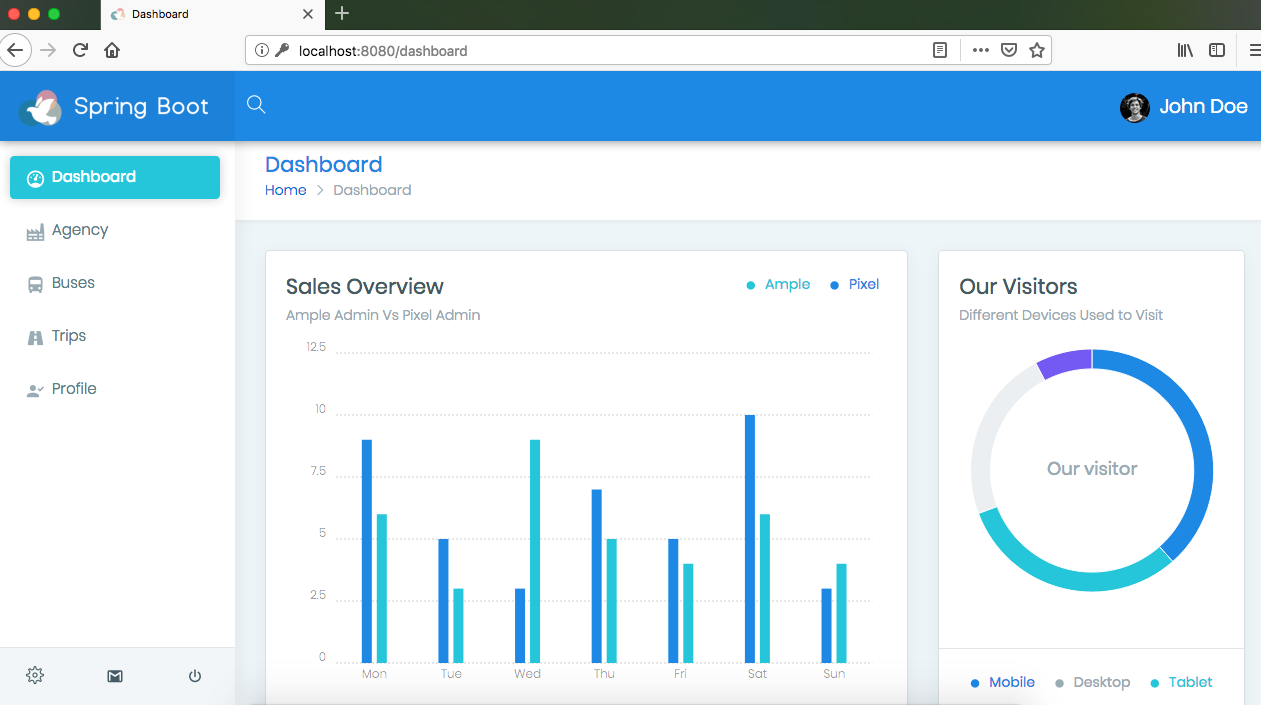 Dashboard
localhost:8080/dashboard
Spring Boot
John Doe
Dashboard
Agency
Buses
Trips
Profile
Dashboard
Home > Dashboard
Sales Overview
Ample Admin Vs Pixel Admin
Ample Pixel
12.5
10
7.5
5
2.5
0
Mon Tue Wed Thu Fri Sat Sun
Our Visitors
Different Devices Used to Visit
Our visitor
Mobile Desktop Tablet